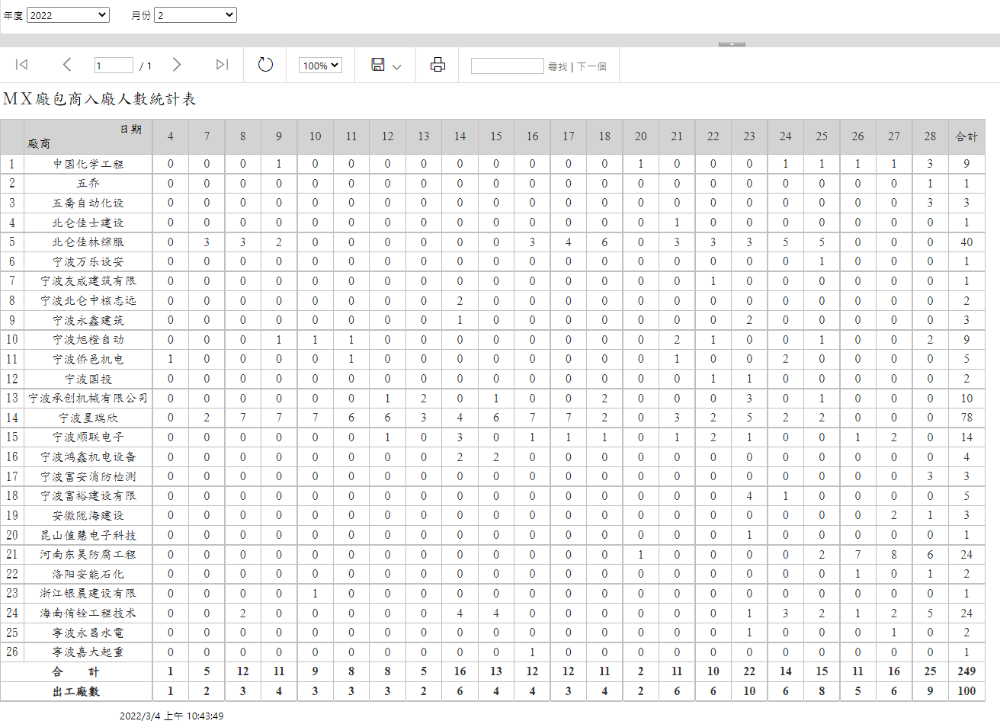 年度 2022 月份 2
1 / 1 100% 尋找 | 下一個
MX廠包商入廠人數統計表
日期
廠商 4 7 8 9 10 11 12 13 14 15 16 17 18 20 21 22 23 24 25 26 27 28 合計
1 中国化学工程 0 0 0 1 0 0 0 0 0 0 0 0 0 1 0 0 0 1 1 1 1 3 9
2 五乔 0 0 0 0 0 0 0 0 0 0 0 0 0 0 0 0 0 0 0 0 0 1 1
3 五喬自动化设 0 0 0 0 0 0 0 0 0 0 0 0 0 0 0 0 0 0 0 0 0 3 3
4 北仑佳士建设 0 0 0 0 0 0 0 0 0 0 0 0 0 0 1 0 0 0 0 0 0 0 1
5 北仑佳林综服 0 3 3 2 0 0 0 0 0 0 3 4 6 0 3 3 3 5 5 0 0 0 40
6 宁波万乐设安 0 0 0 0 0 0 0 0 0 0 0 0 0 0 0 0 0 0 1 0 0 0 1
7 宁波友成建筑有限 0 0 0 0 0 0 0 0 0 0 0 0 0 0 0 1 0 0 0 0 0 0 1
8 宁波北仑中核志远 0 0 0 0 0 0 0 0 2 0 0 0 0 0 0 0 0 0 0 0 0 0 2
9 宁波永鑫建筑 0 0 0 0 0 0 0 0 1 0 0 0 0 0 0 0 2 0 0 0 0 0 3
10 宁波旭橙自动 0 0 0 1 1 1 0 0 0 0 0 0 0 0 2 1 0 0 1 0 0 2 9
11 宁波侨邑机电 1 0 0 0 0 1 0 0 0 0 0 0 0 0 1 0 0 2 0 0 0 0 5
12 宁波国投 0 0 0 0 0 0 0 0 0 0 0 0 0 0 0 1 1 0 0 0 0 0 2
13 宁波承创机械有限公司 0 0 0 0 0 0 1 2 0 1 0 0 2 0 0 0 3 0 1 0 0 0 10
14 宁波星瑞欣 0 2 7 7 7 6 6 3 4 6 7 7 2 0 3 2 5 2 2 0 0 0 78
15 宁波顺联电子 0 0 0 0 0 0 1 0 3 0 1 1 1 0 1 2 1 0 0 1 2 0 14
16 宁波鸿鑫机电设备 0 0 0 0 0 0 0 0 2 2 0 0 0 0 0 0 0 0 0 0 0 0 4
17 宁波富安消防检测 0 0 0 0 0 0 0 0 0 0 0 0 0 0 0 0 0 0 0 0 0 3 3
18 宁波富裕建设有限 0 0 0 0 0 0 0 0 0 0 0 0 0 0 0 0 4 1 0 0 0 0 5
19 安徽陇海建设 0 0 0 0 0 0 0 0 0 0 0 0 0 0 0 0 0 0 0 0 2 1 3
20 昆山值慧电子科技 0 0 0 0 0 0 0 0 0 0 0 0 0 0 0 0 1 0 0 0 0 0 1
21 河南东昊防腐工程 0 0 0 0 0 0 0 0 0 0 0 0 0 1 0 0 0 0 2 7 8 6 24
22 洛阳安能石化 0 0 0 0 0 0 0 0 0 0 0 0 0 0 0 0 0 0 0 1 0 1 2
23 浙江银晨建设有限 0 0 0 0 1 0 0 0 0 0 0 0 0 0 0 0 0 0 0 0 0 0 1
24 海南侑铨工程技术 0 0 2 0 0 0 0 0 4 4 0 0 0 0 0 0 1 3 2 1 2 5 24
25 寧波永昌水電 0 0 0 0 0 0 0 0 0 0 0 0 0 0 0 0 1 0 0 0 1 0 2
26 寧波嘉大起重 0 0 0 0 0 0 0 0 0 0 1 0 0 0 0 0 0 0 0 0 0 0 1
合 計 1 5 12 11 9 8 8 5 16 13 12 12 11 2 11 10 22 14 15 11 16 25 249
出工廠數 1 2 3 4 3 3 3 2 6 4 4 3 4 2 6 6 10 6 8 5 6 9 100
2022/3/4 上午 10:43:49